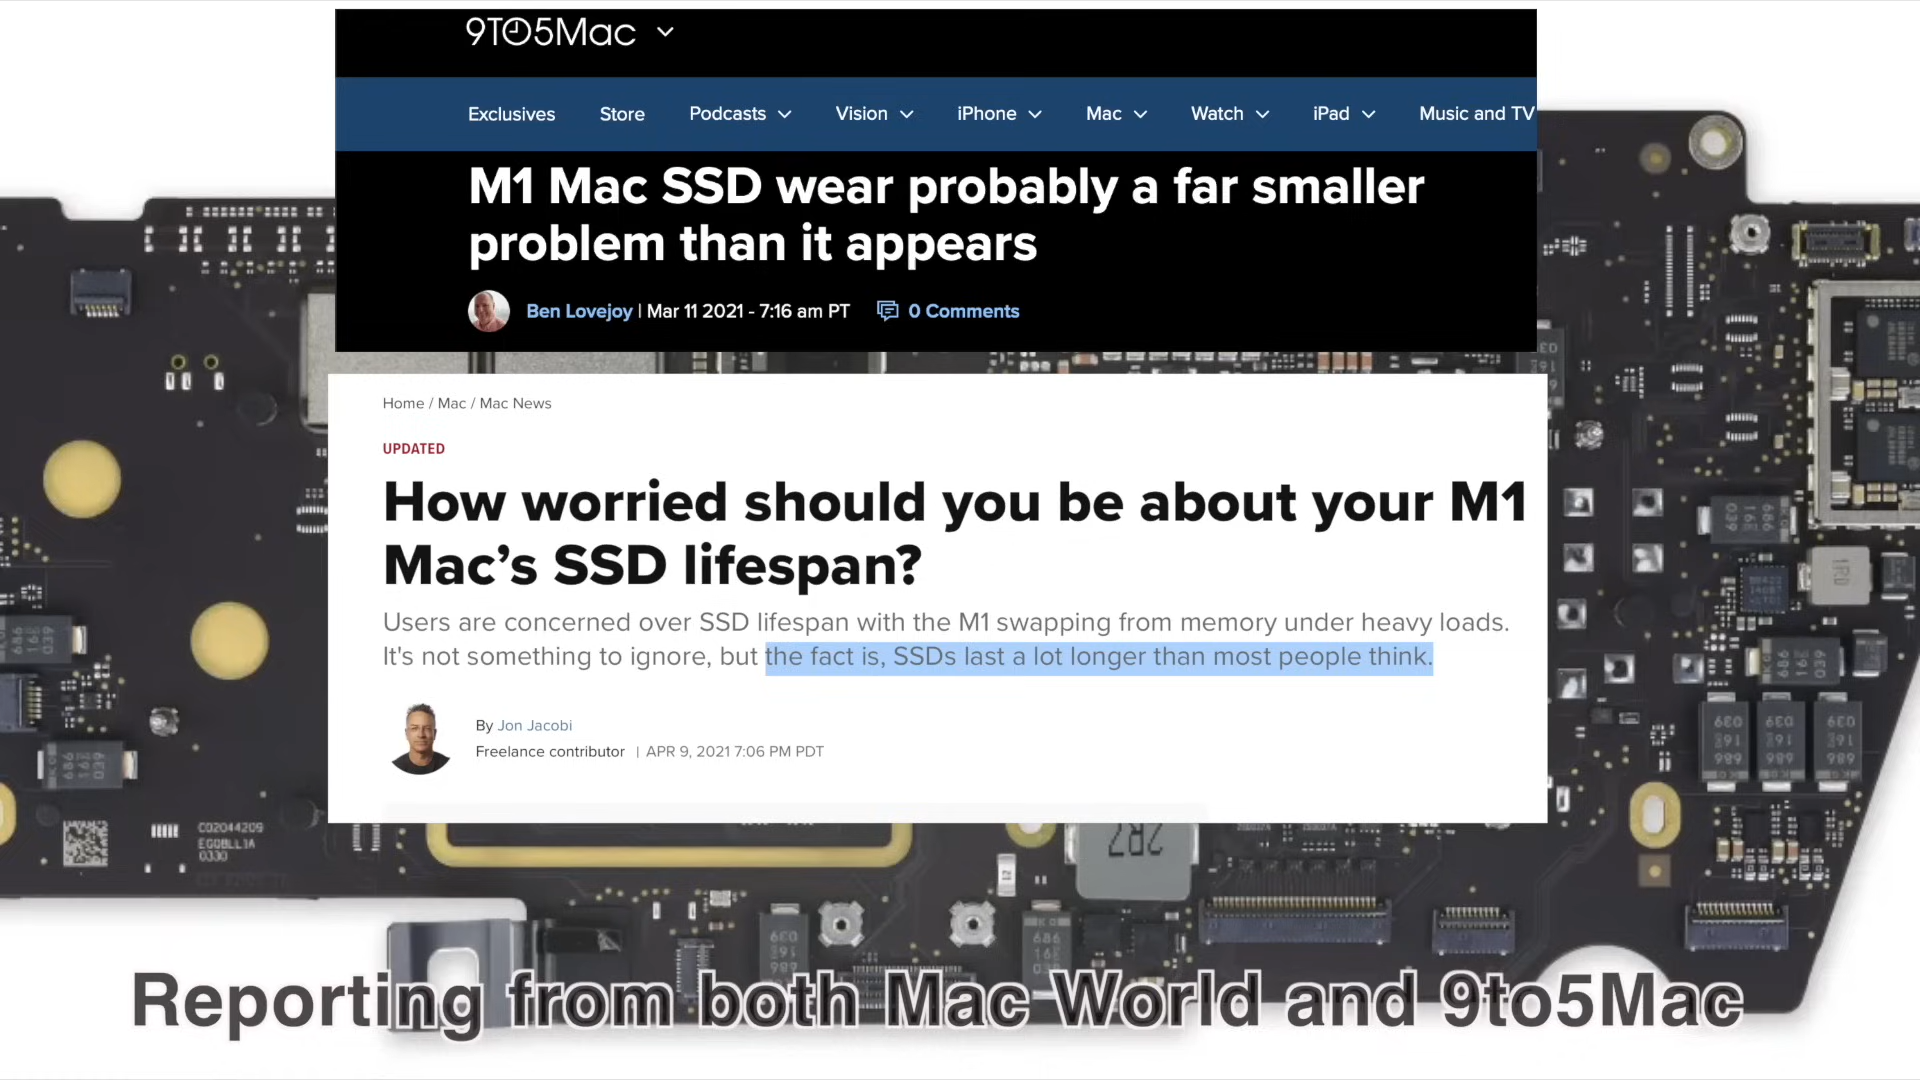 9TO5Mac
Exclusives Store Podcasts Vision iPhone Mac Watch iPad Music and TV
M1 Mac SSD wear probably a far smaller
problem than it appears
Ben Lovejoy | Mar 11 2021 - 7:16 am PT 0 Comments
Home / Mac / Mac News
UPDATED
How worried should you be about your M1
Mac’s SSD lifespan?
Users are concerned over SSD lifespan with the M1 swapping from memory under heavy loads.
It's not something to ignore, but the fact is, SSDs last a lot longer than most people think.
By Jon Jacobi
Freelance contributor | APR 9, 2021 7:06 PM PDT
C02044209
EGOBLL1A
0330
2R2
Reporting from both Mac World and 9to5Mac